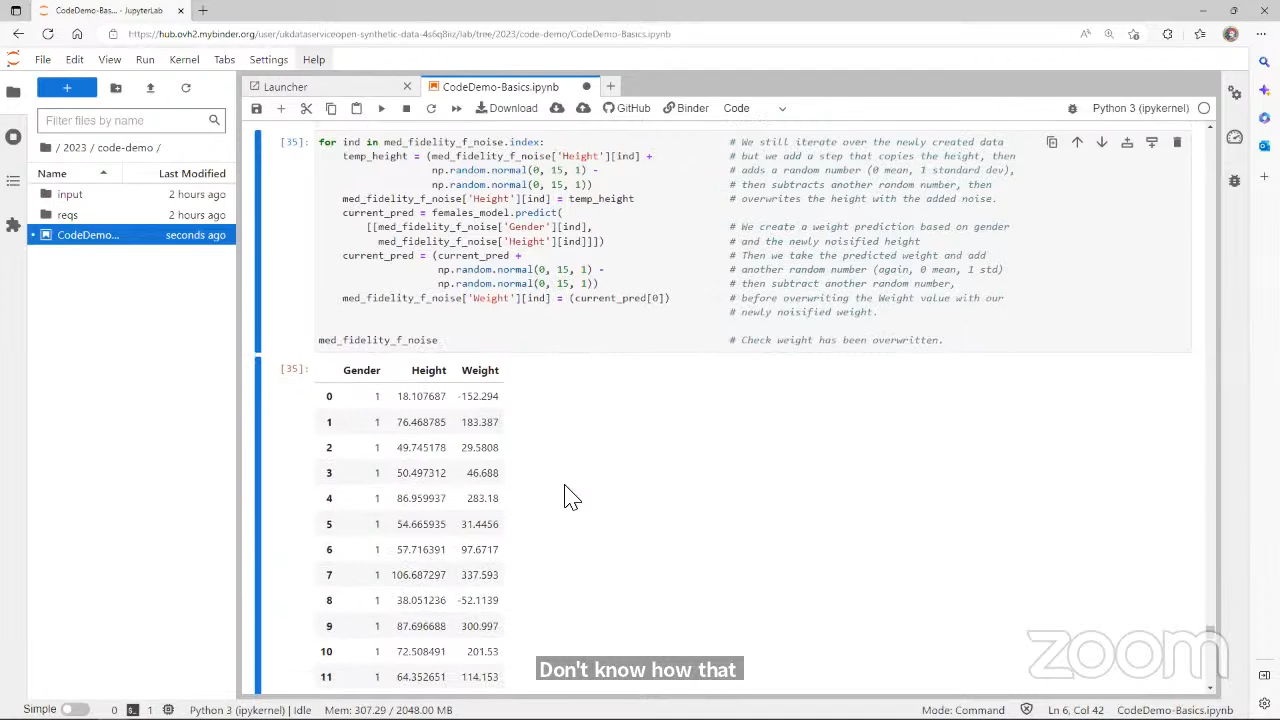 CodeDemo-Bas... - JupyterLab
https://hub.ovh2.mybinder.org/user/ukdataserviceopen-synthetic-data-4s6q8iiz/lab/tree/2023/code-demo/CodeDemo-Basics.ipynb
File Edit View Run Kernel Tabs Settings Help
Launcher
CodeDemo-Basics.ipynb
Download GitHub Binder Code Python 3 (ipykernel)
Filter files by name
/ 2023 / code-demo /
Name Last Modified
input 2 hours ago
reqs 2 hours ago
CodeDemo... seconds ago
[35]: for ind in med_fidelity_f_noise.index: # We still iterate over the newly created data
temp_height = (med_fidelity_f_noise['Height'][ind] + # but we add a step that copies the height, then
np.random.normal(0, 15, 1) - # adds a random number (0 mean, 1 standard dev),
np.random.normal(0, 15, 1)) # then subtracts another random number, then
med_fidelity_f_noise['Height'][ind] = temp_height # overwrites the height with the added noise.
current_pred = females_model.predict(
[[med_fidelity_f_noise['Gender'][ind], # We create a weight prediction based on gender
med_fidelity_f_noise['Height'][ind]]]) # and the newly noisified height
current_pred = (current_pred + # Then we take the predicted weight and add
np.random.normal(0, 15, 1) - # another random number (again, 0 mean, 1 std)
np.random.normal(0, 15, 1)) # then subtract another random number,
med_fidelity_f_noise['Weight'][ind] = (current_pred[0]) # before overwriting the Weight value with our
# newly noisified weight.
med_fidelity_f_noise # Check weight has been overwritten.
[35]: Gender Height Weight
0 1 18.107687 -152.294
1 1 76.468785 183.387
2 1 49.745178 29.5808
3 1 50.497312 46.688
4 1 86.959937 283.18
5 1 54.665935 31.4456
6 1 57.716391 97.6717
7 1 106.687297 337.593
8 1 38.051236 -52.1139
9 1 87.696688 300.997
10 1 72.508491 201.53
11 1 64.352651 114.153
zoom
Don't know how that
Simple 0 1 Python 3 (ipykernel) | Idle Mem: 307.29 / 2048.00 MB Mode: Command Ln 6, Col 42 CodeDemo-Basics.ipynb